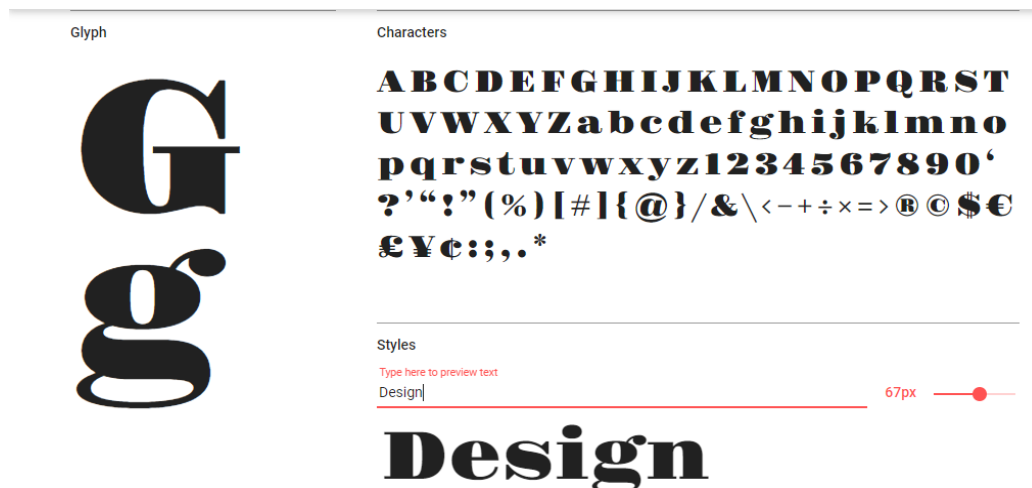 Glyph
Characters
G
g
ABCDEFGHIJKLMNOPQRST
UVWXYZabcdefghijklmno
pqrstuvwxyz1234567890‘
?’“!”(%)[#]{@}/&\<-+÷×=>®©$€
£¥¢:;,.*
Styles
Type here to preview text
Design
67px
Design